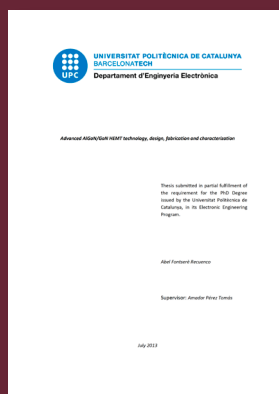 UNIVERSITAT POLITÈCNICA DE CATALUNYA
BARCELONATECH
UPC
Departament d'Enginyeria Electrònica
Advanced AlGaN/GaN HEMT technology, design, fabrication and characterization
Thesis submitted in partial fulfillment of
the requirement for the PhD Degree
issued by the Universitat Politècnica de
Catalunya, in its Electronic Engineering
Program.
Abel Fontserè Recuenco
Supervisor: Amador Pérez Tomás
July 2013